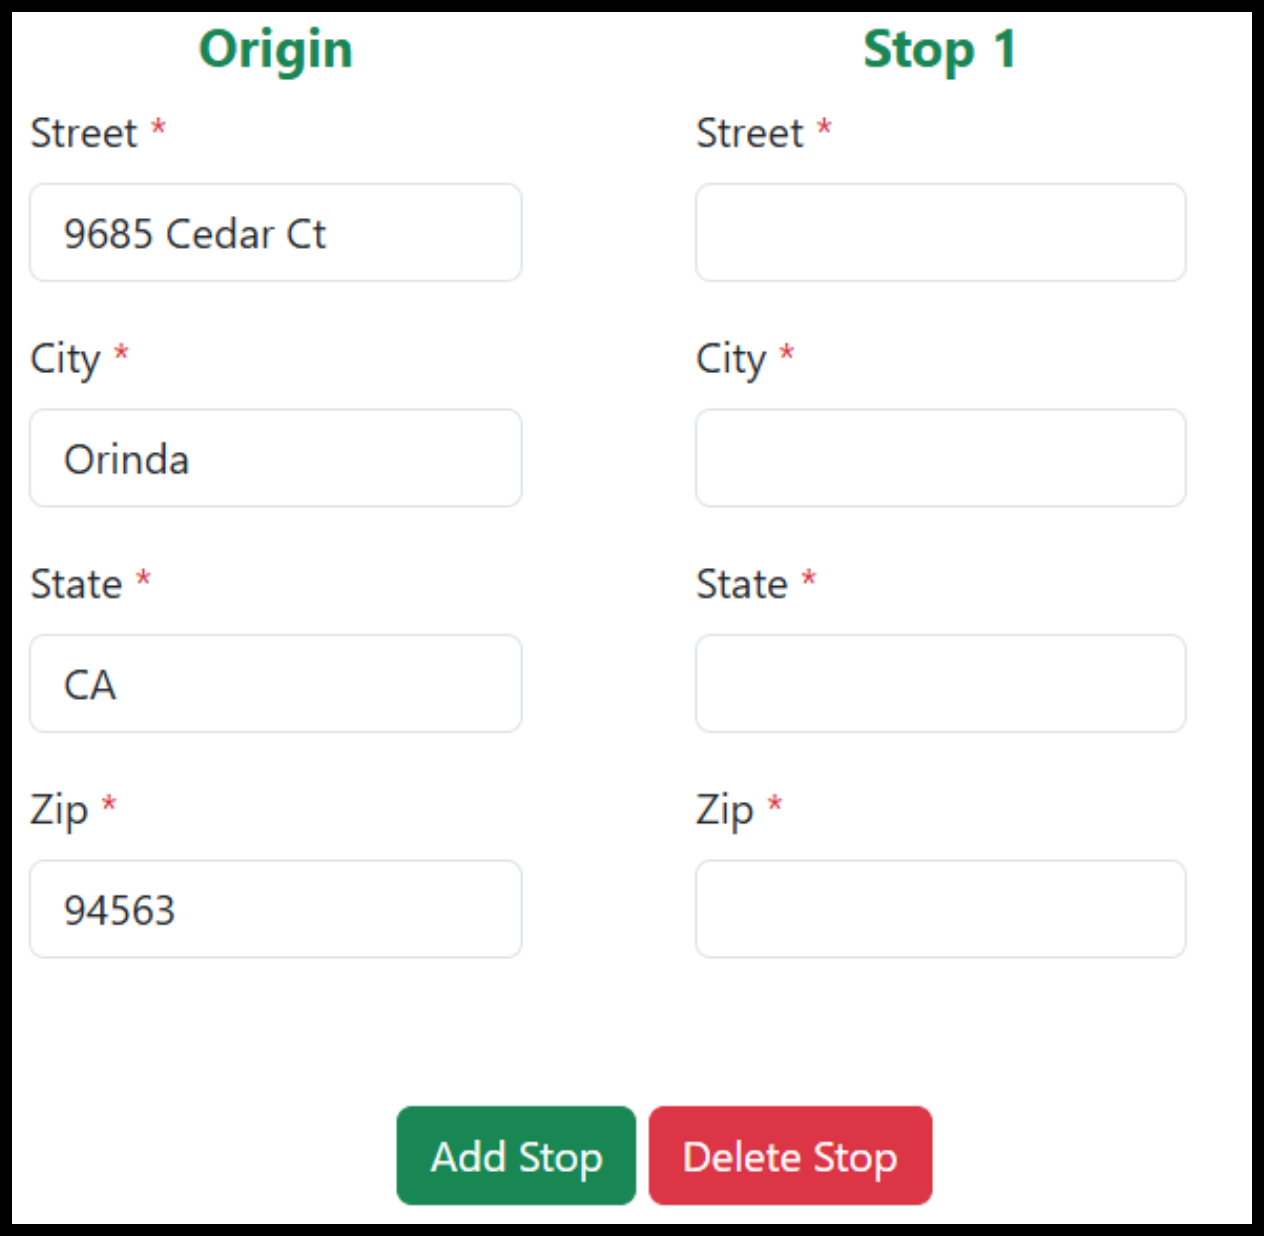 Origin
Street *
9685 Cedar Ct
City *
Orinda
State *
CA
Zip *
94563
Stop 1
Street *
City *
State *
Zip *
Add Stop
Delete Stop